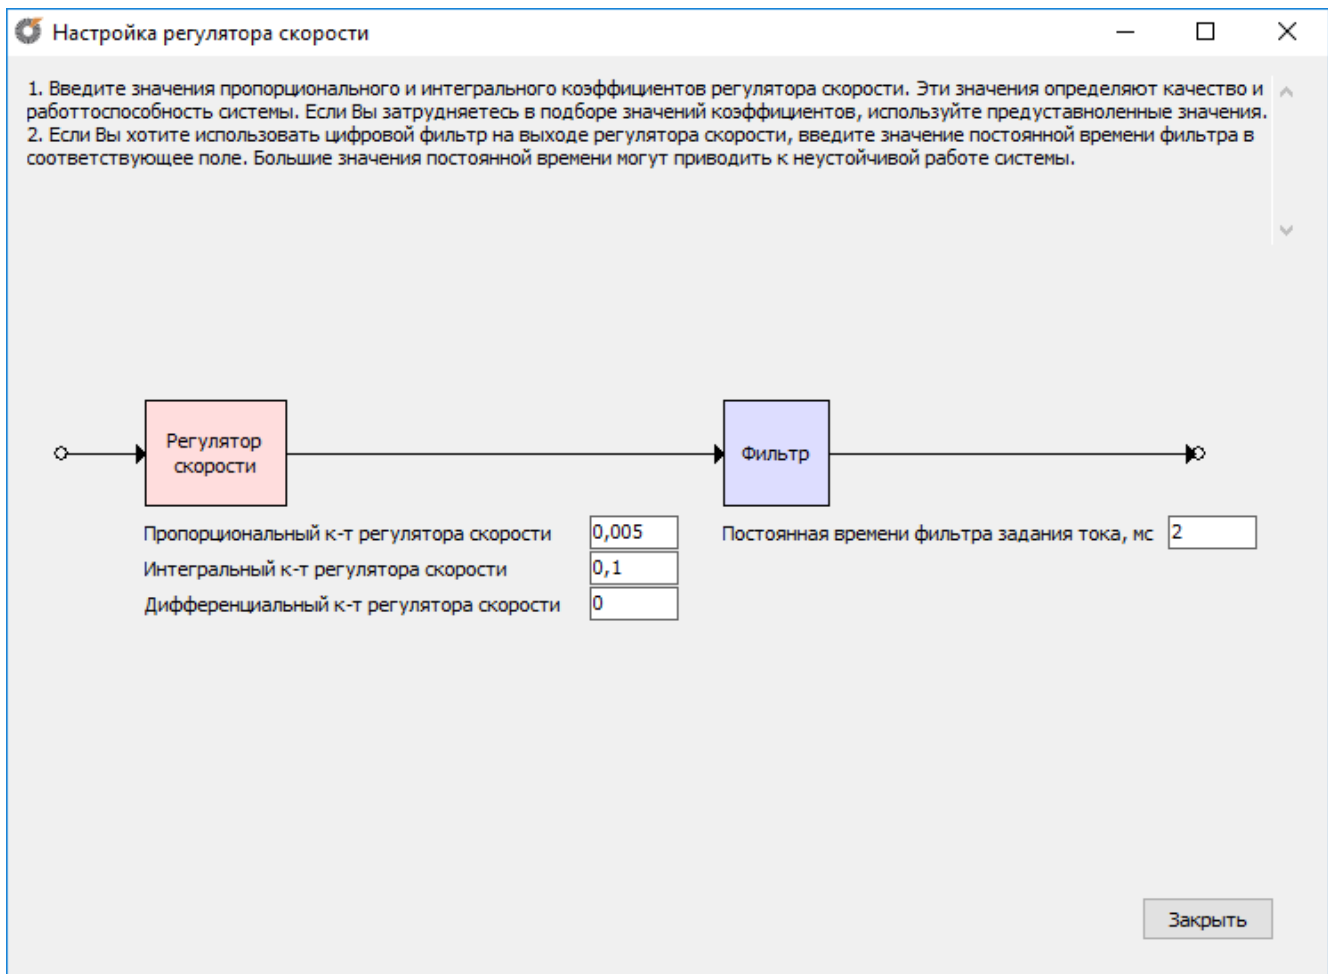 Настройка регулятора скорости
1. Введите значения пропорционального и интегрального коэффициентов регулятора скорости. Эти значения определяют качество и
работтоспособность системы. Если Вы затрудняетесь в подборе значений коэффициентов, используйте предуставноленные значения.
2. Если Вы хотите использовать цифровой фильтр на выходе регулятора скорости, введите значение постоянной времени фильтра в
соответствующее поле. Большие значения постоянной времени могут приводить к неустойчивой работе системы.
Регулятор
скорости
Фильтр
Пропорциональный к-т регулятора скорости 0,005
Интегральный к-т регулятора скорости 0,1
Дифференциальный к-т регулятора скорости 0
Постоянная времени фильтра задания тока, мс 2
Закрыть